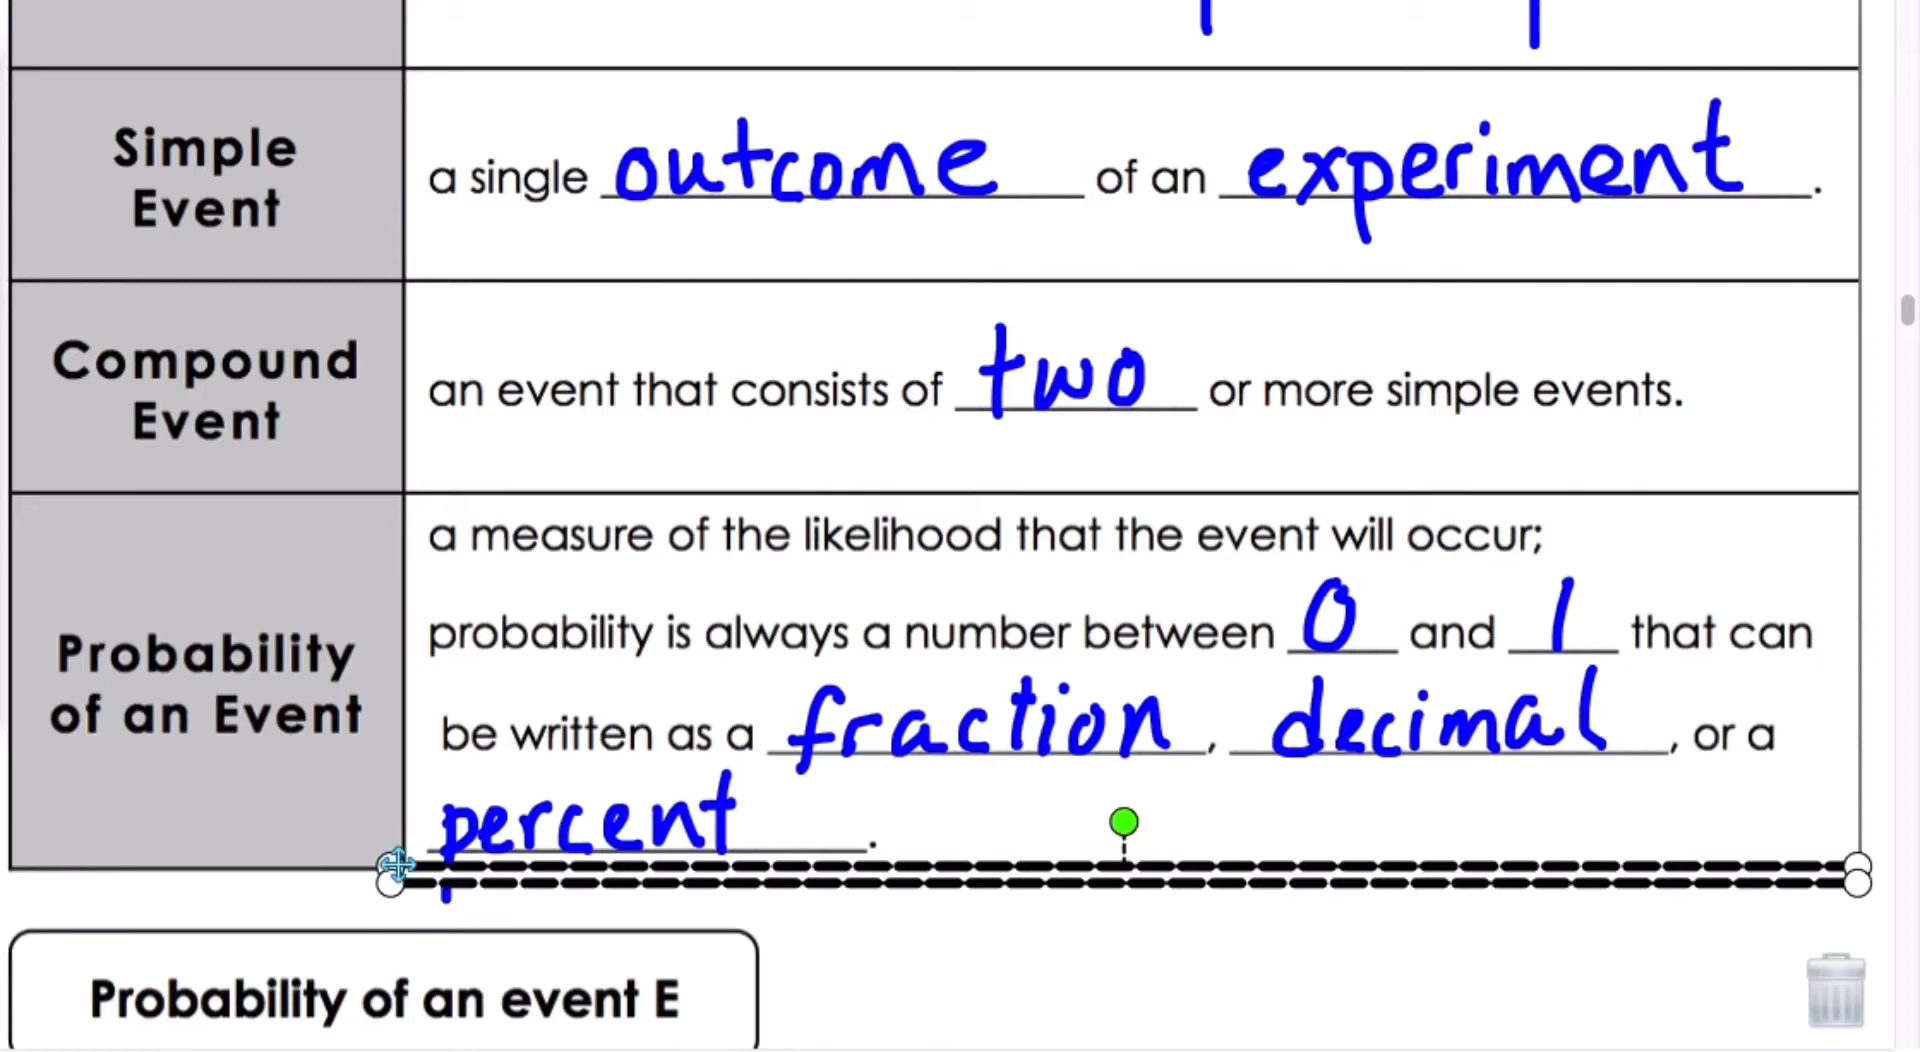 Simple
Event
a single outcome of an experiment.
Compound
Event
an event that consists of two or more simple events.
Probability
of an Event
a measure of the likelihood that the event will occur;
probability is always a number between 0 and 1 that can
be written as a fraction, decimal, or a
percent.
Probability of an event E